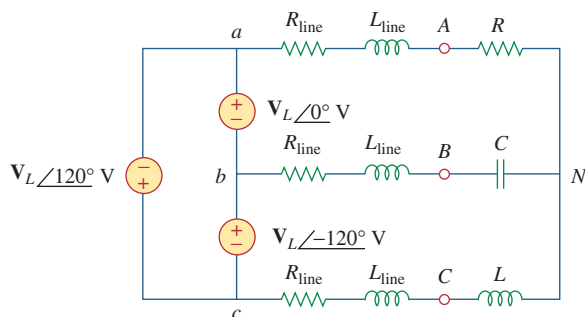 a R_line L_line A R
+
− V_L∠0° V
V_L∠120° V − + b R_line L_line B C N
+
− V_L∠−120° V
R_line L_line C L
c